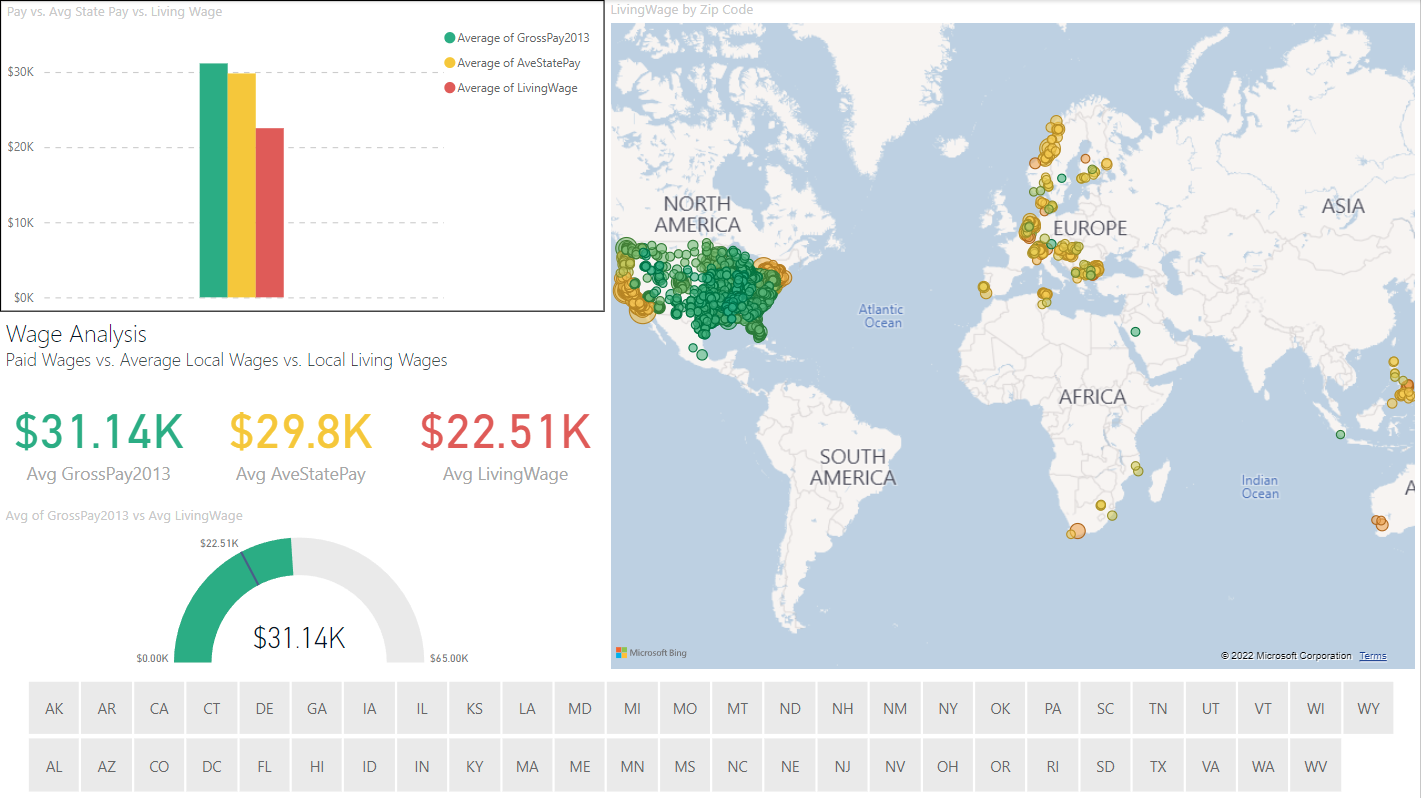 Pay vs. Avg State Pay vs. Living Wage
Average of GrossPay2013
Average of AveStatePay
Average of LivingWage
$30K
$20K
$10K
$0K
Wage Analysis
Paid Wages vs. Average Local Wages vs. Local Living Wages
$31.14K
Avg GrossPay2013
$29.8K
Avg AveStatePay
$22.51K
Avg LivingWage
Avg of GrossPay2013 vs Avg LivingWage
$22.51K
$31.14K
$0.00K
$65.00K
LivingWage by Zip Code
NORTH
AMERICA
EUROPE
ASIA
Atlantic
Ocean
AFRICA
SOUTH
AMERICA
Indian
Ocean
A
Microsoft Bing
© 2022 Microsoft Corporation Terms
AK AR CA CT DE GA IA IL KS LA MD MI MO MT ND NH NM NY OK PA SC TN UT VT WI WY
AL AZ CO DC FL HI ID IN KY MA ME MN MS NC NE NJ NV OH OR RI SD TX VA WA WV